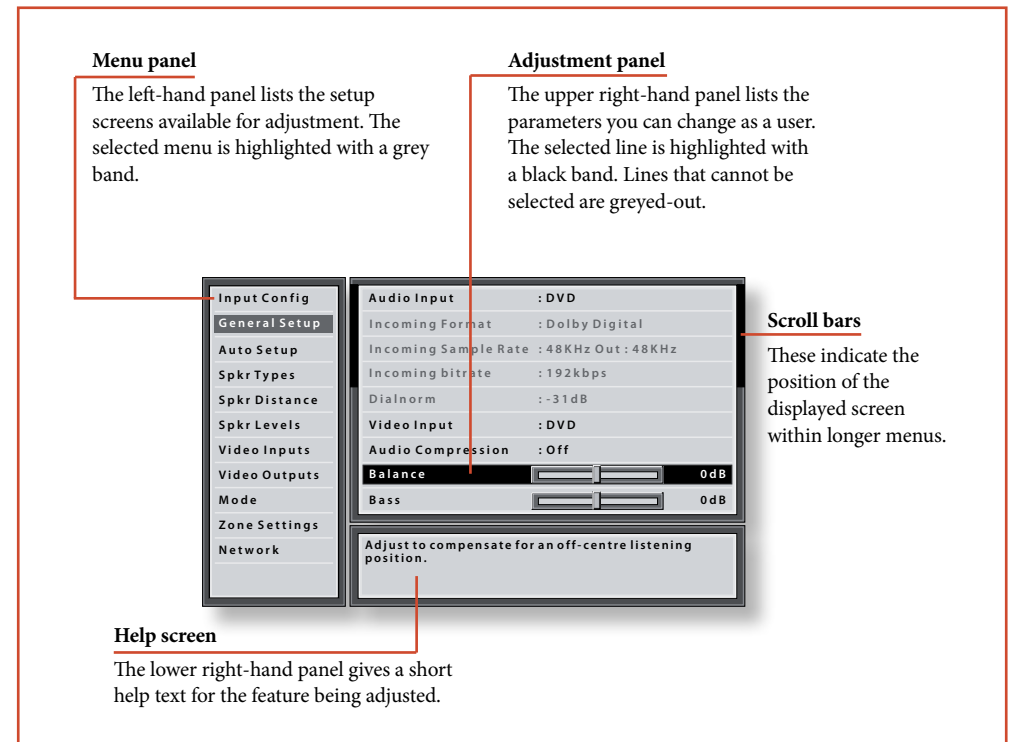 Menu panel
The left-hand panel lists the setup
screens available for adjustment. The
selected menu is highlighted with a grey
band.
Adjustment panel
The upper right-hand panel lists the
parameters you can change as a user.
The selected line is highlighted with
a black band. Lines that cannot be
selected are greyed-out.
Input Config
General Setup
Auto Setup
Spkr Types
Spkr Distance
Spkr Levels
Video Inputs
Video Outputs
Mode
Zone Settings
Network
Audio Input : DVD
Incoming Format : Dolby Digital
Incoming Sample Rate : 48KHz Out : 48KHz
Incoming bitrate : 192kbps
Dialnorm : -31dB
Video Input : DVD
Audio Compression : Off
Balance 0dB
Bass 0dB
Adjust to compensate for an off-centre listening
position.
Scroll bars
These indicate the
position of the
displayed screen
within longer menus.
Help screen
The lower right-hand panel gives a short
help text for the feature being adjusted.